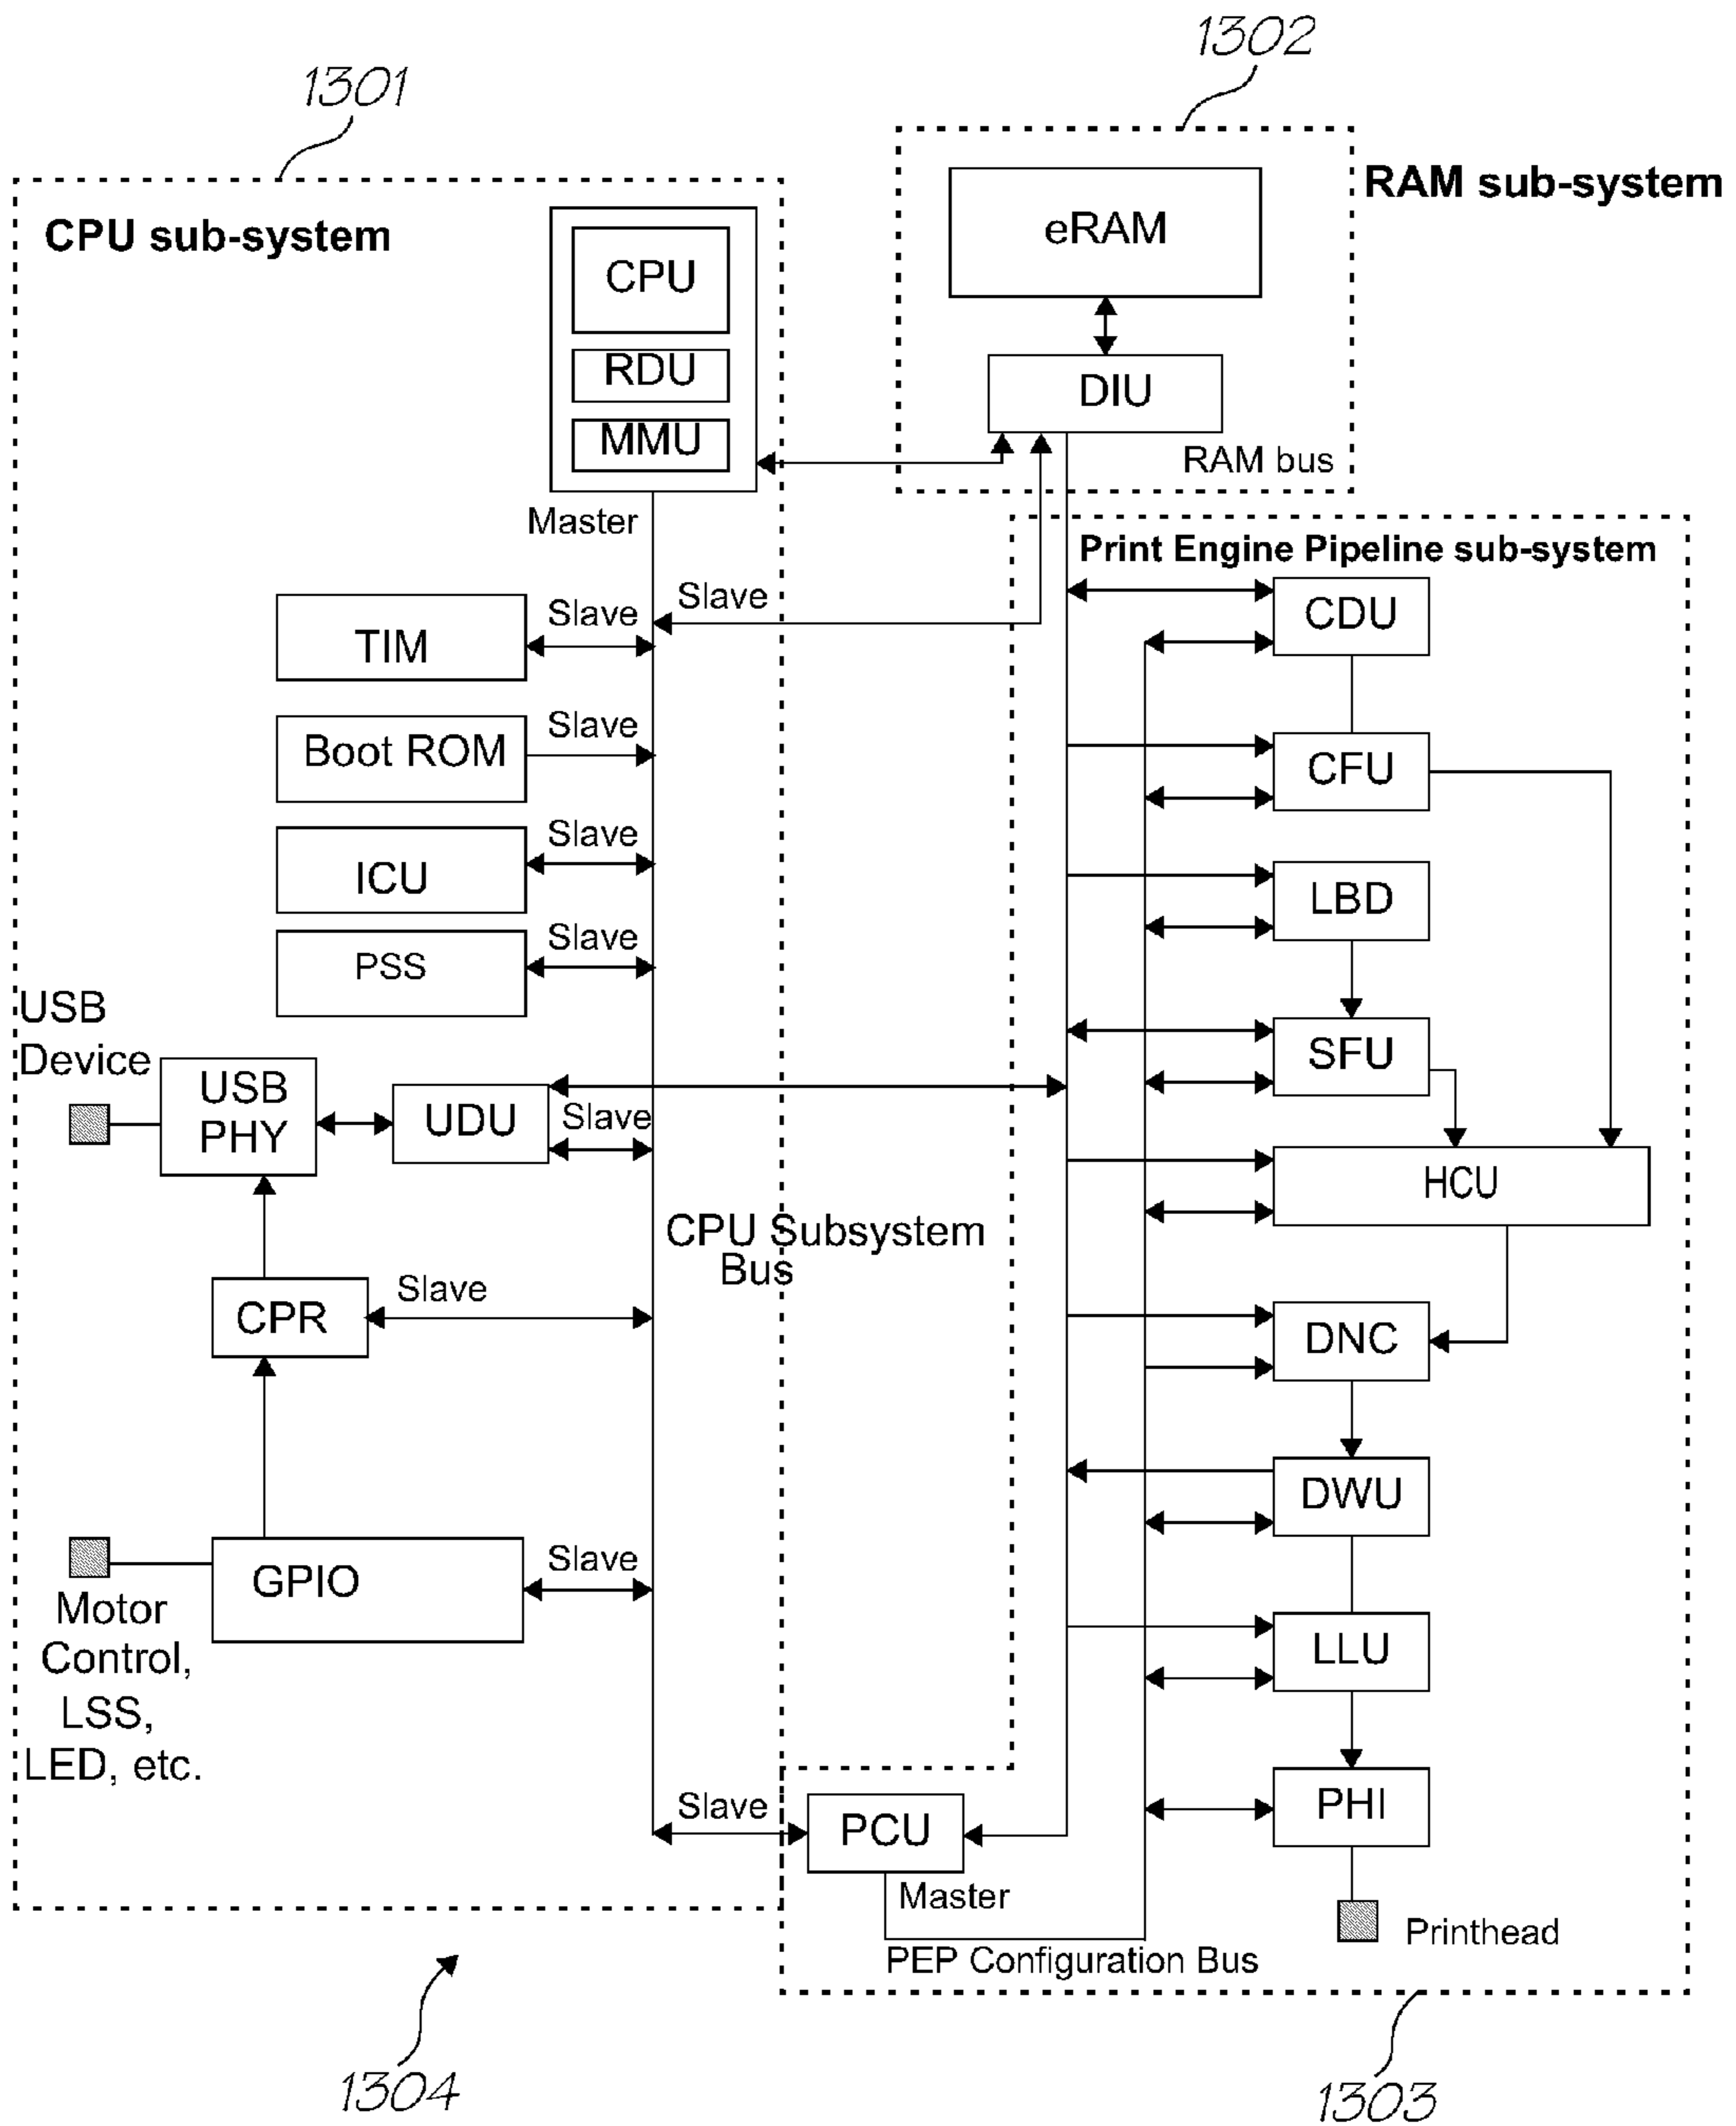 1302
1301
RAM sub-system
CPU sub-system
eRAM
CPU
RDU
MMU
DIU
RAM bus
Master
Print Engine Pipeline sub-system
Slave
Slave
TIM
CDU
Slave
Boot ROM
CFU
Slave
ICU
LBD
Slave
PSS
USB
Device
SFU
USB
PHY
UDU
Slave
HCU
CPU Subsystem
Bus
Slave
CPR
DNC
DWU
Slave
GPIO
Motor
Control,
LSS,
LED, etc.
LLU
Slave
PCU
PHI
Master
Printhead
PEP Configuration Bus
1304
1303